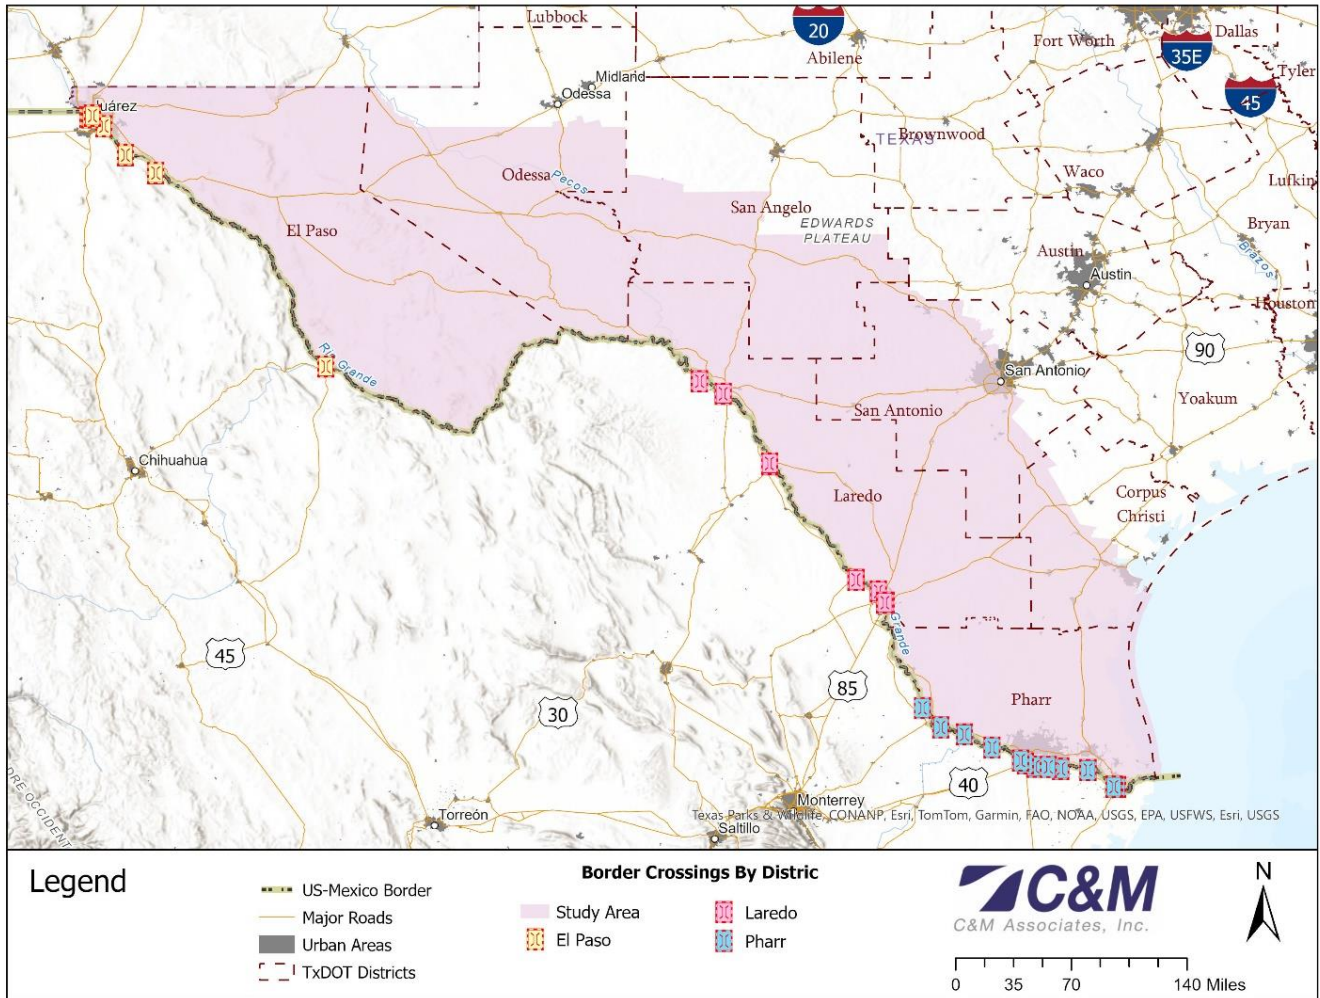 Lubbock
20
Abilene
Fort Worth
Dallas
35E
Tyler
45
Midland
Odessa
uárez
TEXAS
Brownwood
Waco
Lufkin
Odessa
Pecos
San Angelo
EDWARDS
PLATEAU
El Paso
Bryan
Brazos
Austin
Austin
Houston
90
Rio Grande
San Antonio
San Antonio
Yoakum
Chihuahua
Laredo
Corpus
Christi
Grande
45
30
85
Pharr
40
DRE OCCIDENT
Torreón
Monterrey
Saltillo
Texas Parks & Wildlife, CONANP, Esri, TomTom, Garmin, FAO, NOAA, USGS, EPA, USFWS, Esri, USGS
Legend
US-Mexico Border
Major Roads
Urban Areas
TxDOT Districts
Border Crossings By Distric
Study Area
El Paso
Laredo
Pharr
C&M
C&M Associates, Inc.
N
0 35 70 140 Miles